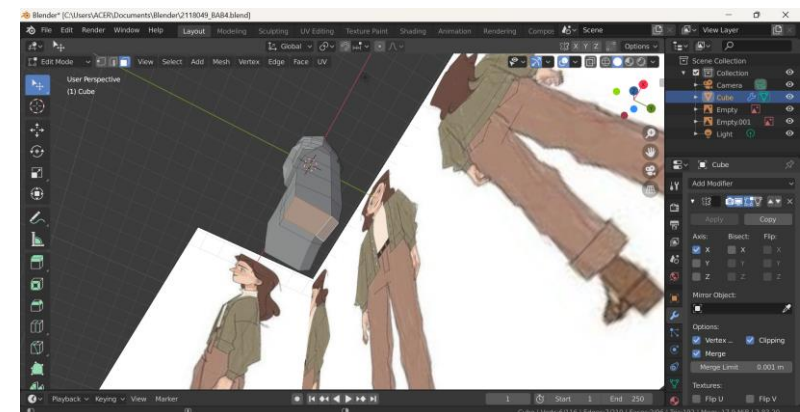 Blender* [C:\Users\ACER\Documents\Blender\2118049_BAB4.blend]
File Edit Render Window Help Layout Modeling Sculpting UV Editing Texture Paint Shading Animation Rendering Compo Scene View Layer
Global X Y Z Options
Edit Mode View Select Add Mesh Vertex Edge Face UV
User Perspective
(1) Cube
Scene Collection
Collection
Camera
Cube
Empty
Empty.001
Light
Cube
Add Modifier
Apply Copy
Axis: Bisect: Flip:
X X X
Y Y Y
Z Z Z
Mirror Object:
Options:
Vertex ... Clipping
Merge
Merge Limit 0.001 m
Textures:
Flip U Flip V
Playback Keying View Marker 1 Start 1 End 250